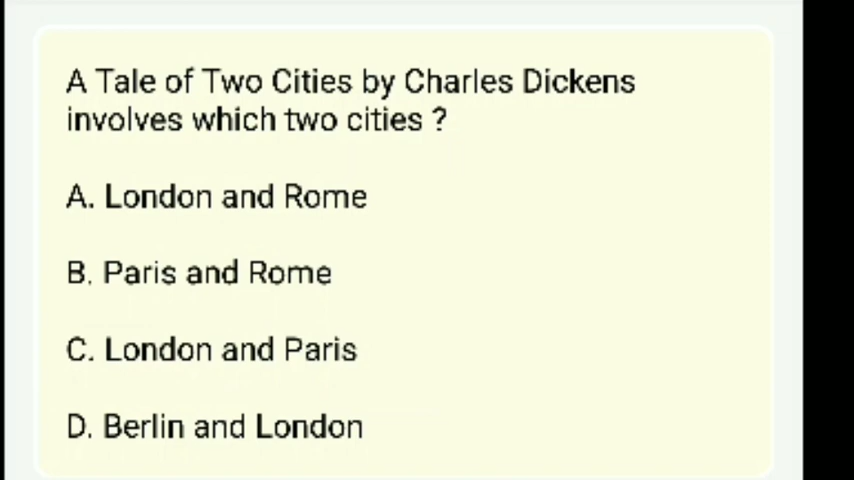 A Tale of Two Cities by Charles Dickens
involves which two cities ?
A. London and Rome
B. Paris and Rome
C. London and Paris
D. Berlin and London